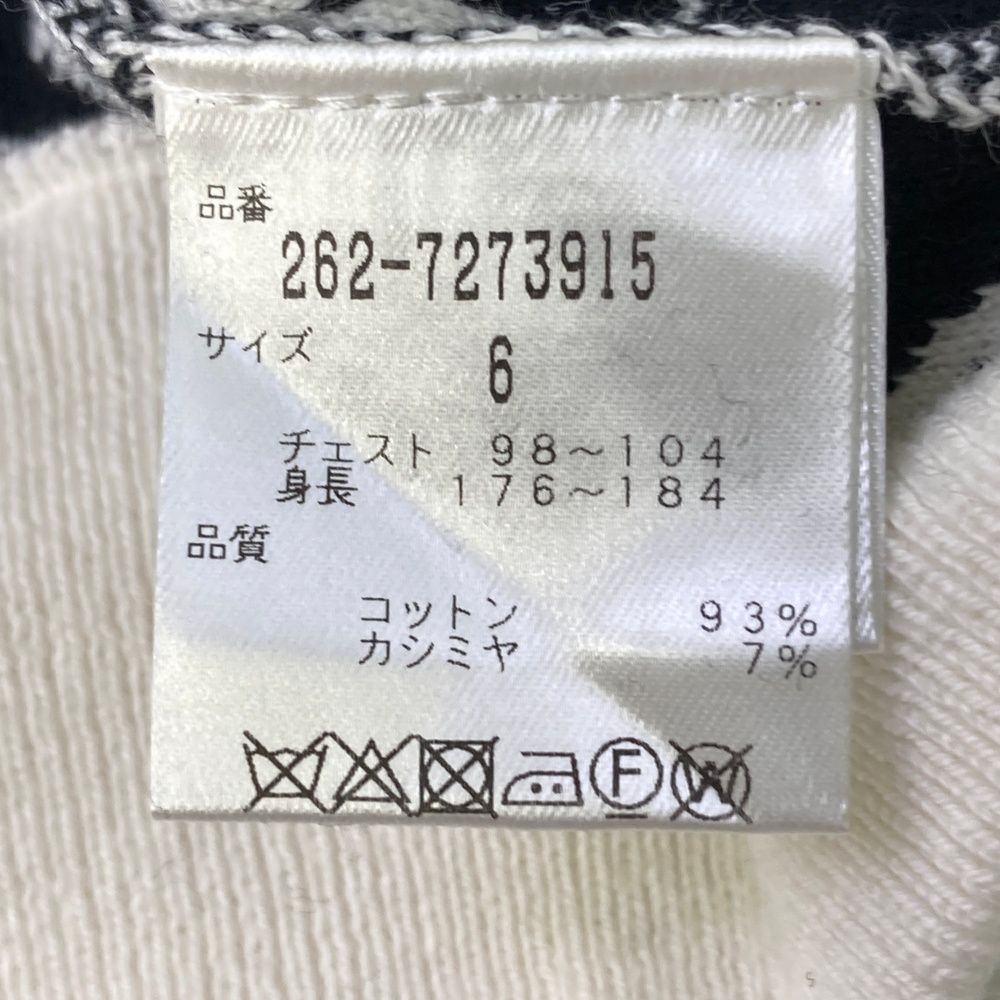 品番
262-7273915
サイズ
6
チェスト 98～104
身長 176～184
品質
コットン 93%
カシミヤ 7%
F W